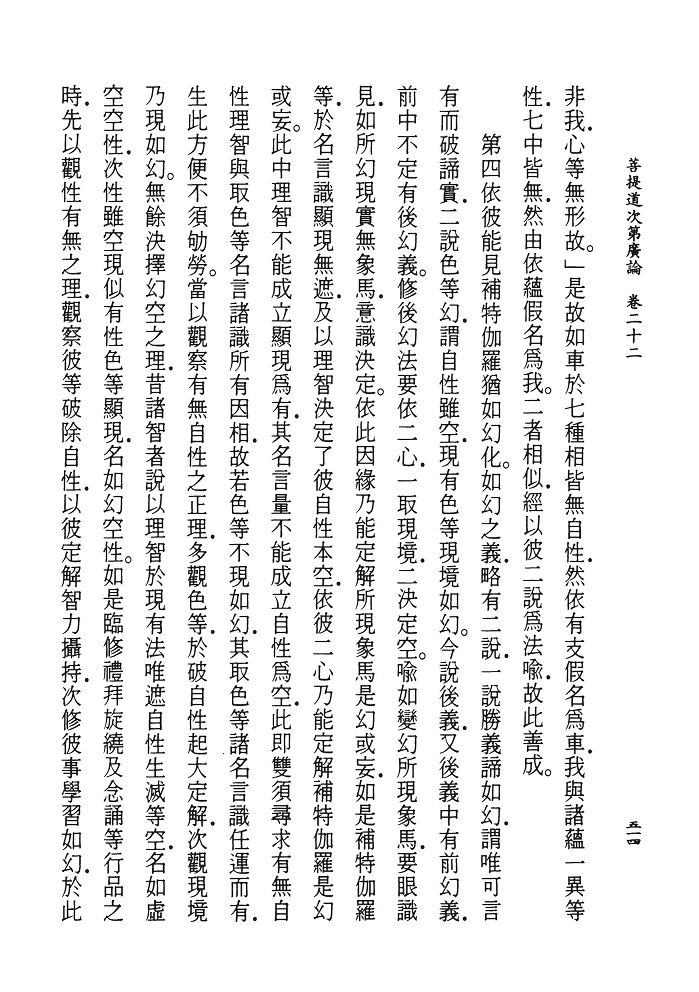 菩提道次第廣論　卷二十二
五一四
非我，心等無形故。」是故如車於七種相皆無自性，然依有支假名爲車，我與諸蘊一異等
性，七中皆無，然由依蘊假名爲我。二者相似，經以彼二說爲法喻，故此善成。
第四依彼能見補特伽羅猶如幻化。如幻之義，略有二說，一說勝義諦如幻，謂唯可言
有而破諦實，二說色等幻，謂自性雖空，現有色等現境如幻。今說後義，又後義中有前幻義，
前中不定有後幻義。修後幻法要依二心，一取現境，二決定空。喻如變幻所現象馬，要眼識
見，如所幻現實無象馬，意識決定。依此因緣乃能定解所現象馬是幻或妄，如是補特伽羅
等，於名言識顯現無遮，及以理智決定了彼自性本空，依彼二心乃能定解補特伽羅是幻
或妄。此中理智不能成立顯現爲有，其名言量不能成立自性爲空，此即雙須尋求有無自
性理智與取色等名言諸識所有因相，故若色等不現如幻，其取色等諸名言識任運而有，
生此方便不須劬勞。當以觀察有無自性之正理，多觀色等，於破自性起大定解，次觀現境
乃現如幻。無餘決擇幻空之理，昔諸智者說以理智於現有法唯遮自性生滅等空，名如虛
空空性，次性雖空現似有性色等顯現，名如幻空性。如是臨修禮拜旋繞及念誦等行品之
時，先以觀性有無之理，觀察彼等破除自性，以彼定解智力攝持，次修彼事學習如幻，於此